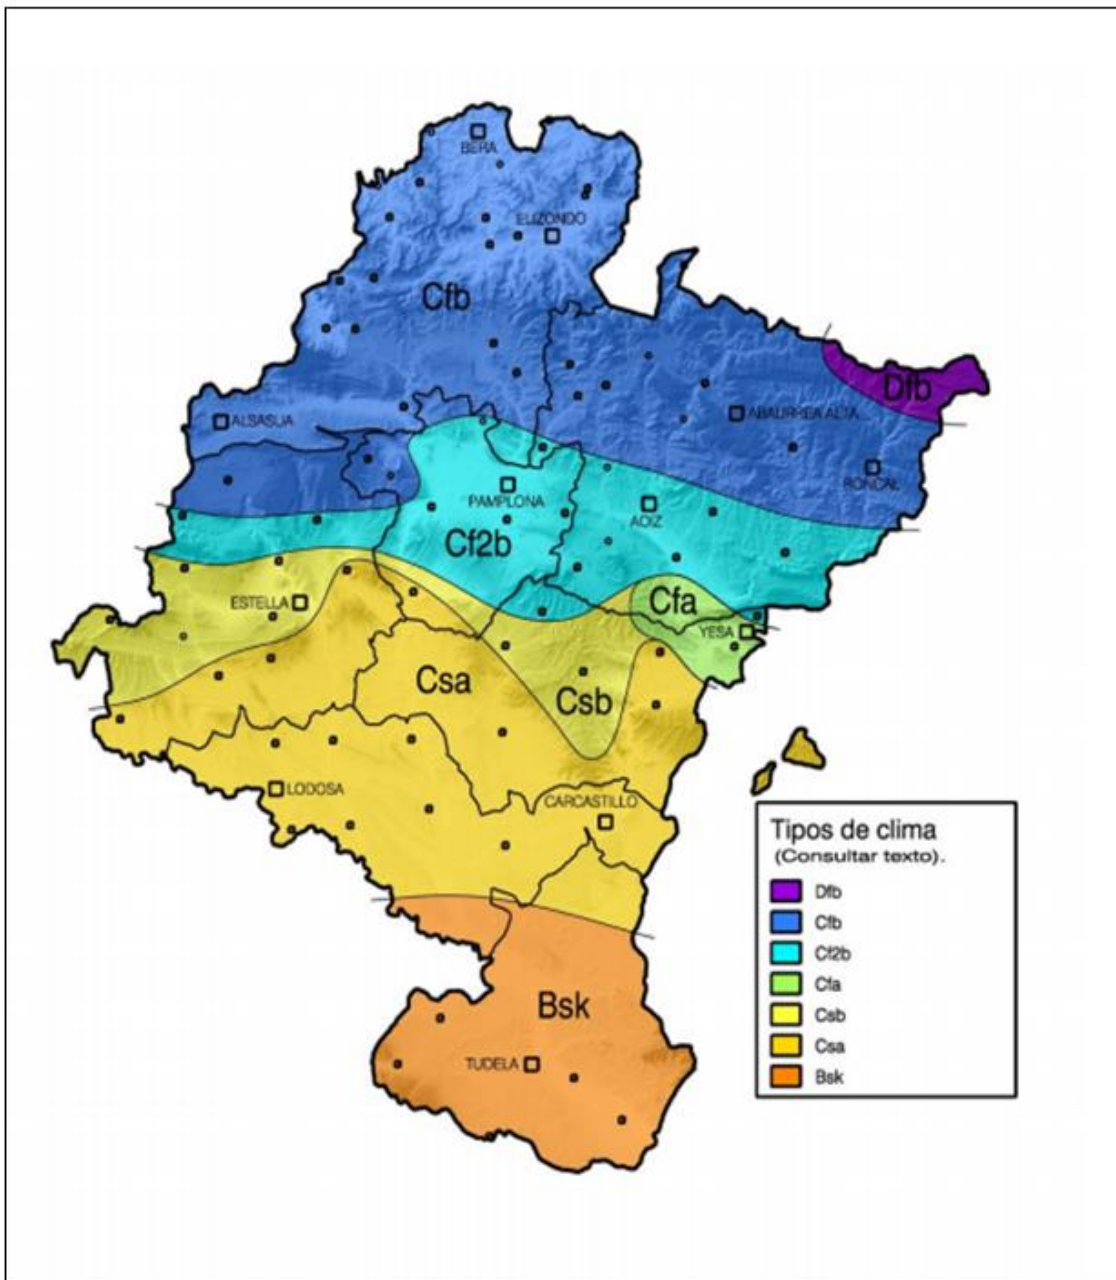 BERA
ELIZONDO
Cfb
Dfb
ALSASUA
ABAURREA ALTA
RONCAL
PAMPLONA
AOIZ
Cf2b
ESTELLA
Cfa
YESA
Csa
Csb
LODOSA
CARCASTILLO
Bsk
TUDELA
Tipos de clima
(Consultar texto).
Dfb
Cfb
Cf2b
Cfa
Csb
Csa
Bsk